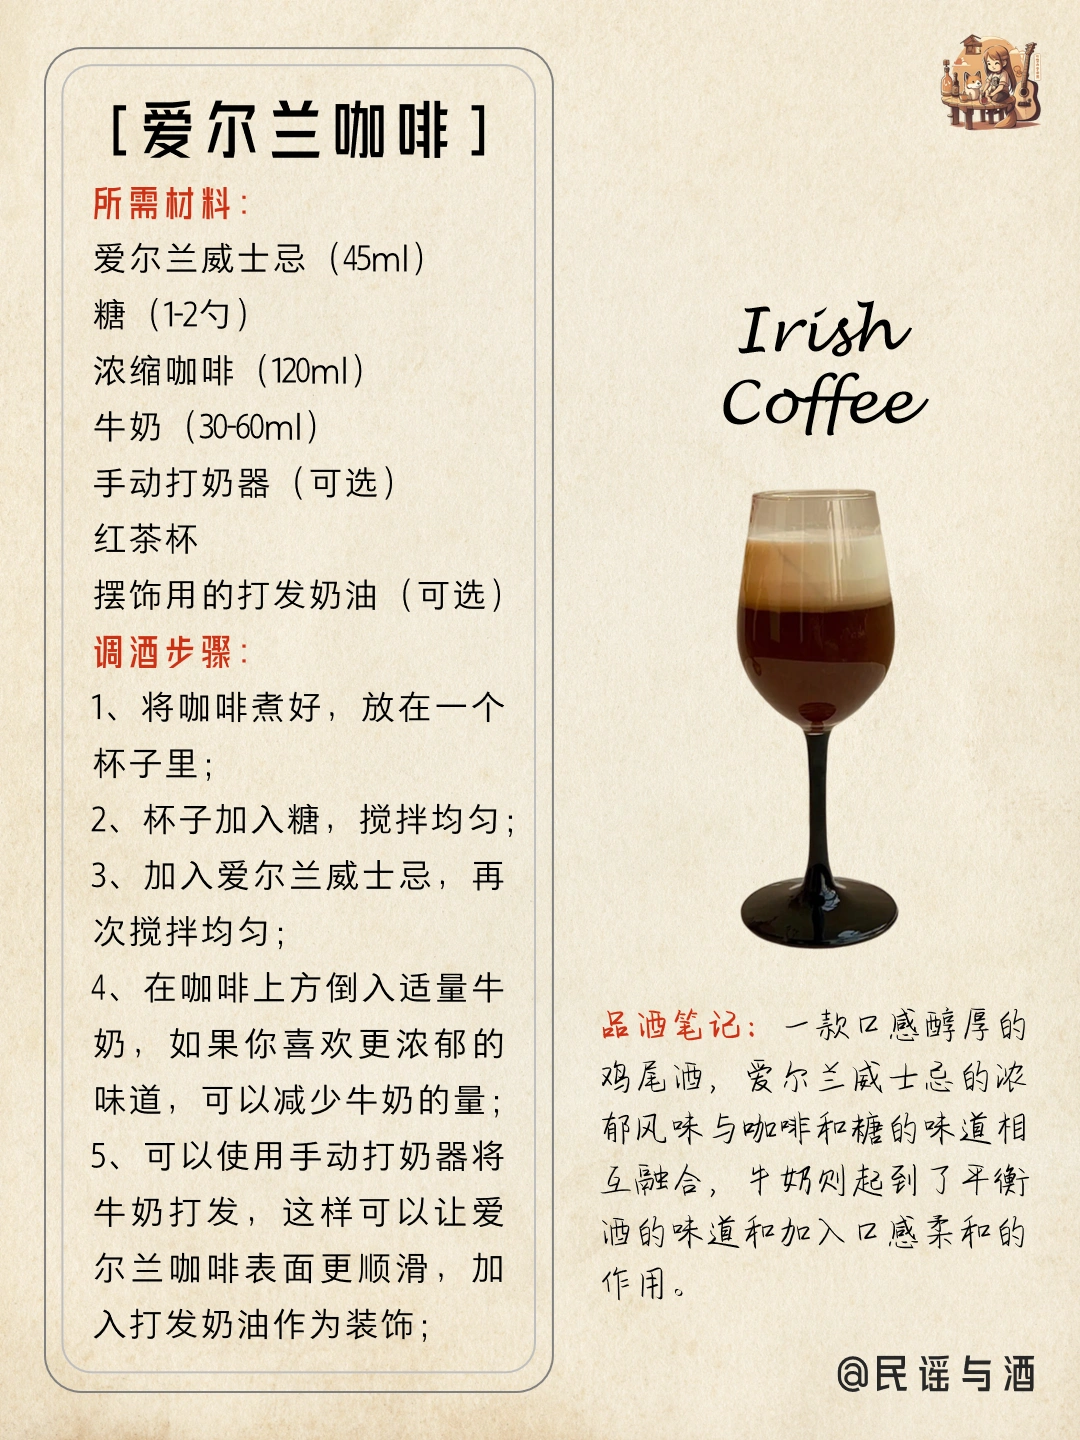 [爱尔兰咖啡]
所需材料：
爱尔兰威士忌（45ml）
糖（1-2勺）
浓缩咖啡（120ml）
牛奶（30-60ml）
手动打奶器（可选）
红茶杯
摆饰用的打发奶油（可选）
调酒步骤：
1、将咖啡煮好，放在一个
杯子里；
2、杯子加入糖，搅拌均匀；
3、加入爱尔兰威士忌，再
次搅拌均匀；
4、在咖啡上方倒入适量牛
奶，如果你喜欢更浓郁的
味道，可以减少牛奶的量；
5、可以使用手动打奶器将
牛奶打发，这样可以让爱
尔兰咖啡表面更顺滑，加
入打发奶油作为装饰；
Irish
Coffee
品酒笔记：一款口感醇厚的
鸡尾酒，爱尔兰威士忌的浓
郁风味与咖啡和糖的味道相
互融合，牛奶则起到了平衡
酒的味道和加入口感柔和的
作用。
@民谣与酒